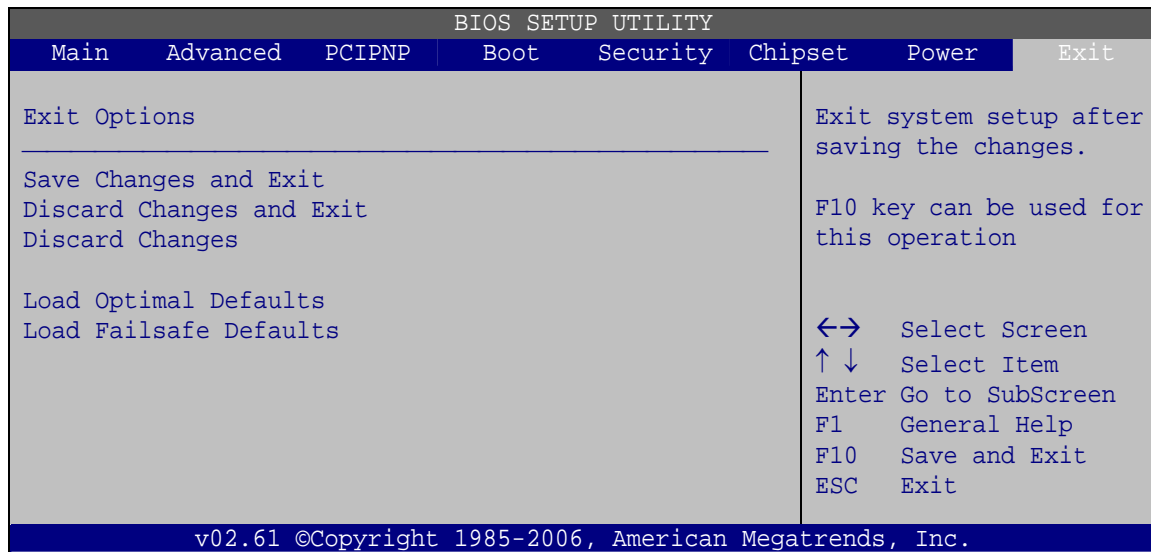 BIOS SETUP UTILITY
Main Advanced PCIPNP Boot Security Chipset Power Exit
Exit Options
Save Changes and Exit
Discard Changes and Exit
Discard Changes
Load Optimal Defaults
Load Failsafe Defaults
Exit system setup after
saving the changes.
F10 key can be used for
this operation
←→ Select Screen
↑ ↓ Select Item
Enter Go to SubScreen
F1 General Help
F10 Save and Exit
ESC Exit
v02.61 ©Copyright 1985-2006, American Megatrends, Inc.